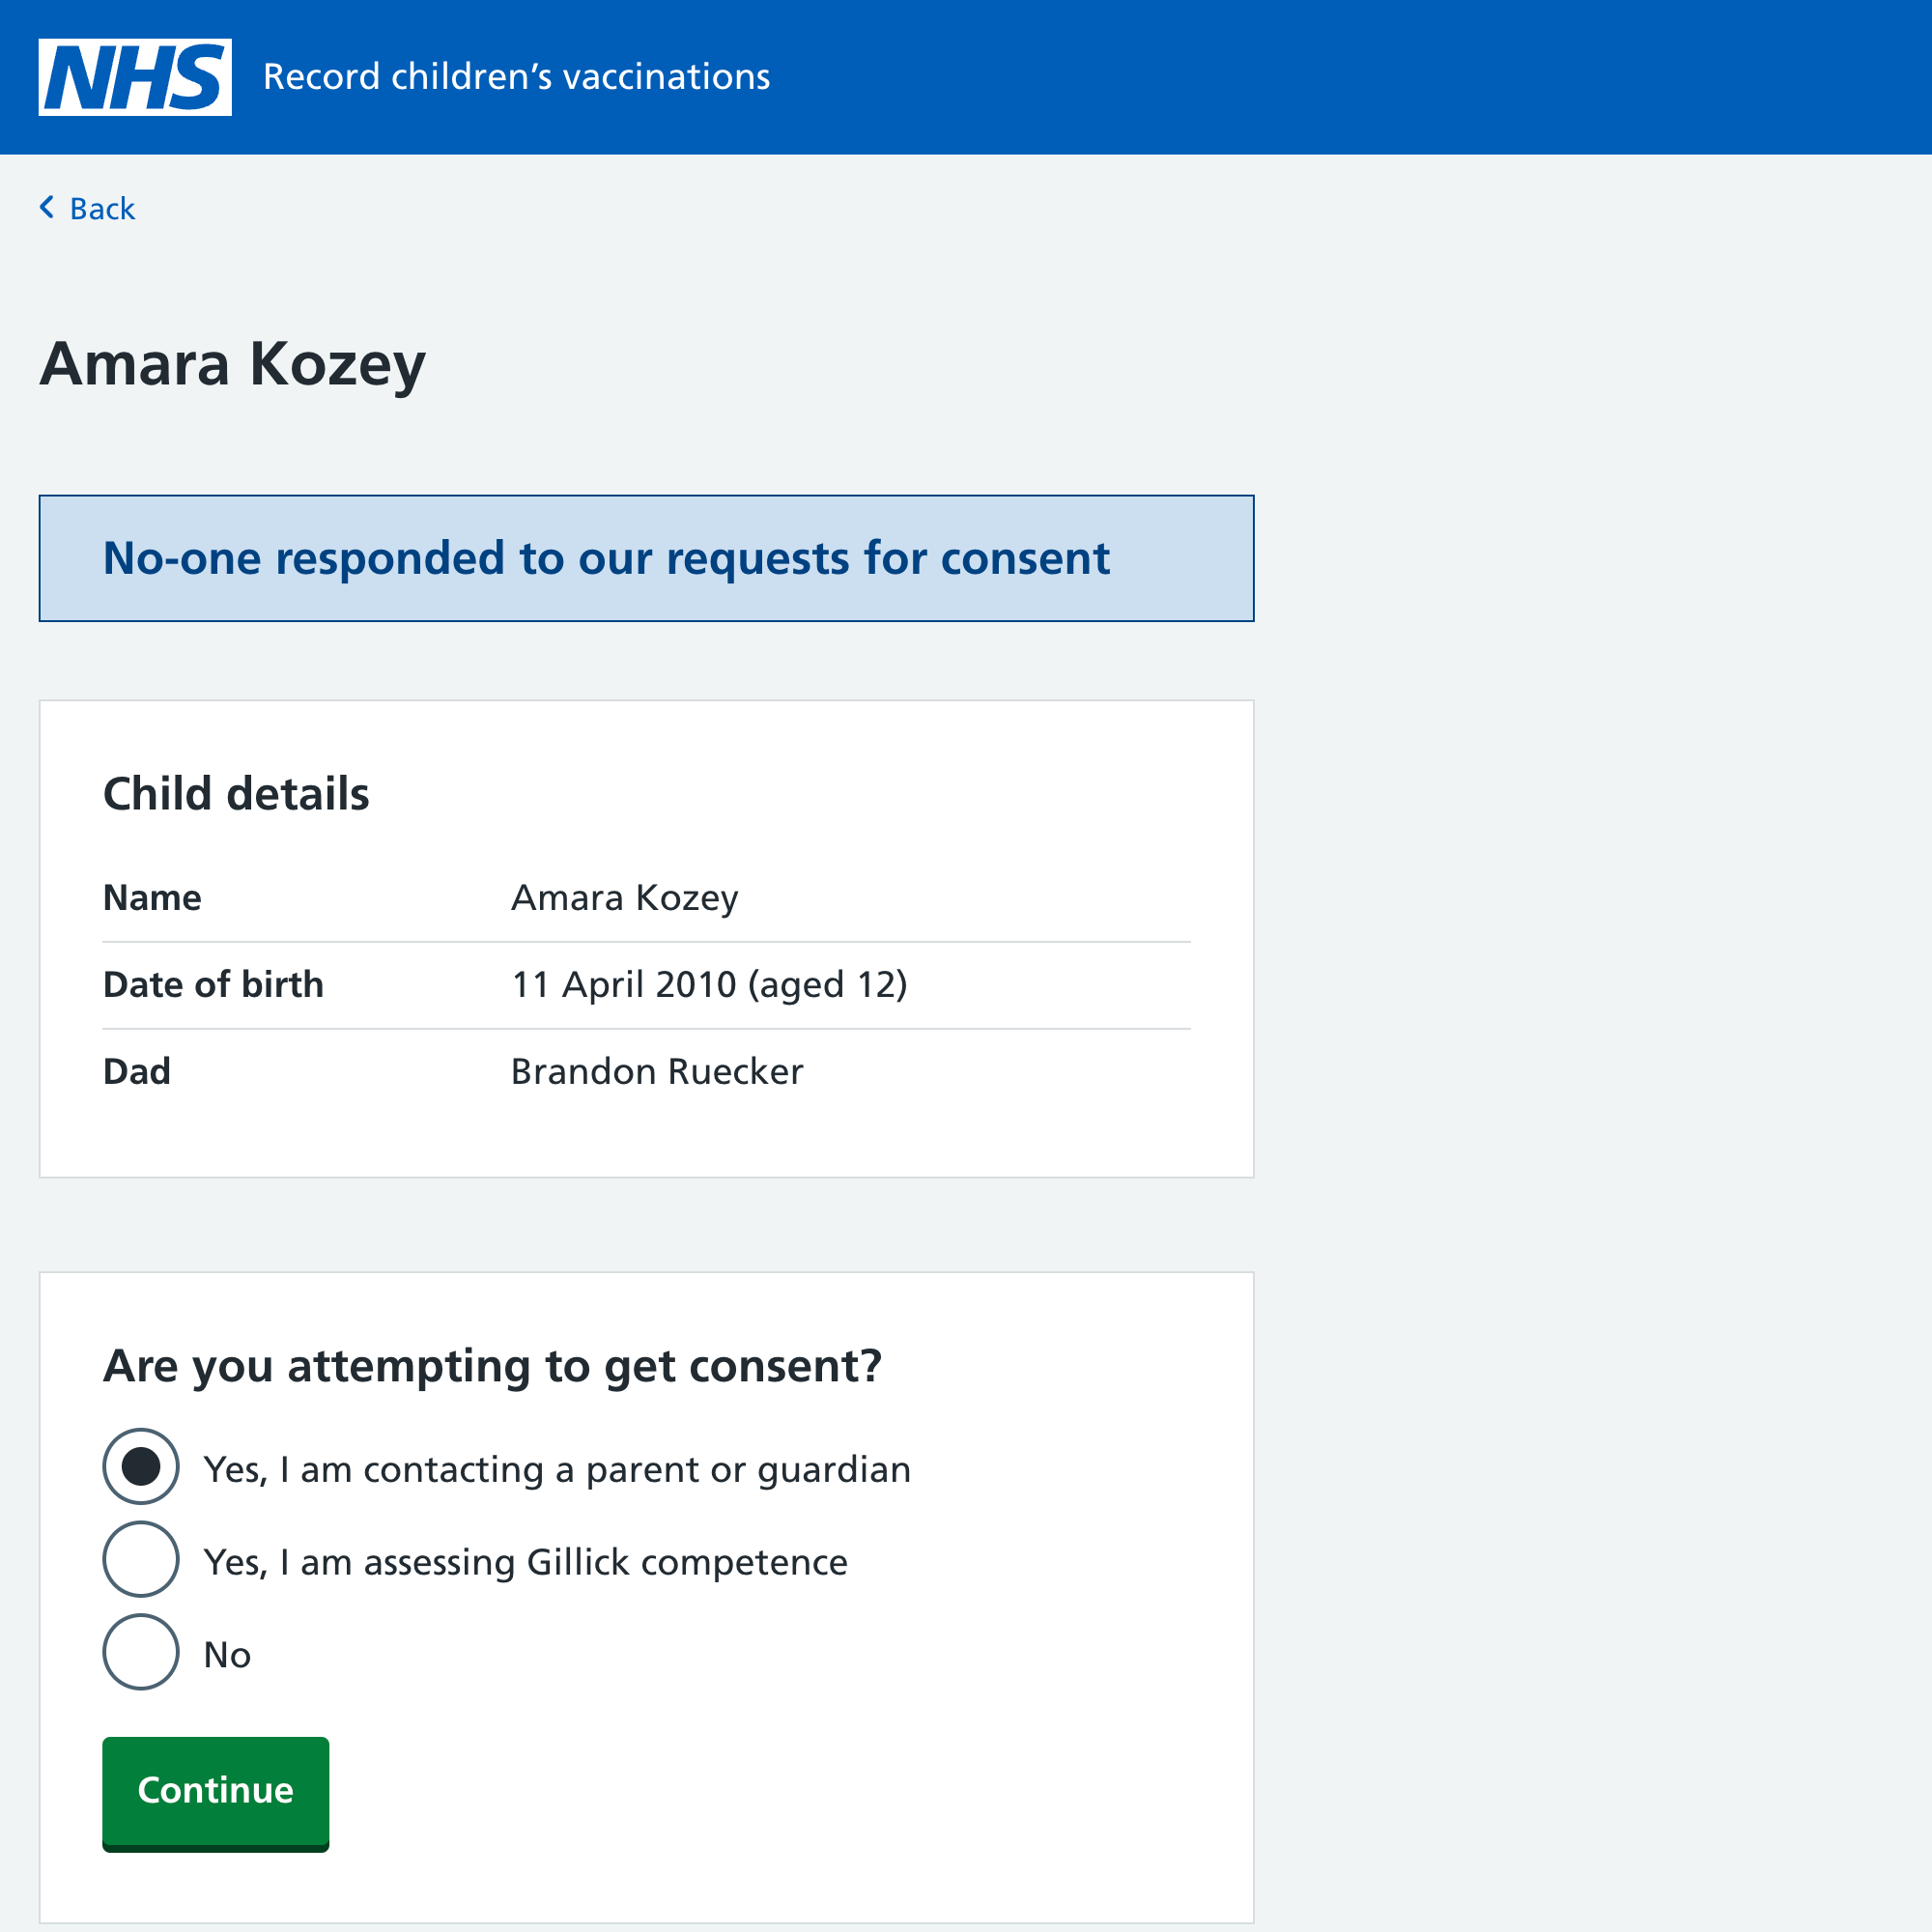 NHS Record children’s vaccinations
Back
Amara Kozey
No-one responded to our requests for consent
Child details
Name Amara Kozey
Date of birth 11 April 2010 (aged 12)
Dad Brandon Ruecker
Are you attempting to get consent?
Yes, I am contacting a parent or guardian
Yes, I am assessing Gillick competence
No
Continue